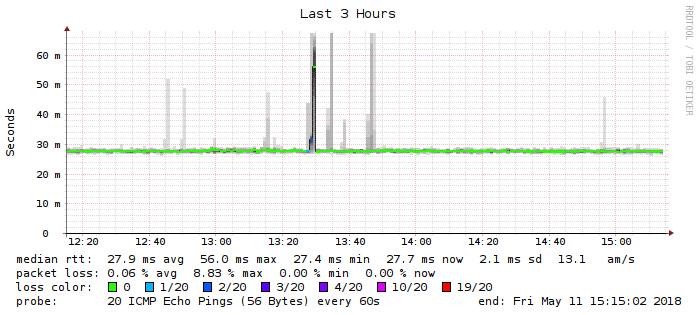 Last 3 Hours
RRDTOOL / TOBI OETIKER
Seconds
60 m
50 m
40 m
30 m
20 m
10 m
0
12:20 12:40 13:00 13:20 13:40 14:00 14:20 14:40 15:00
median rtt: 27.9 ms avg 56.0 ms max 27.4 ms min 27.7 ms now 2.1 ms sd 13.1 am/s
packet loss: 0.06 % avg 8.83 % max 0.00 % min 0.00 % now
loss color: 0 1/20 2/20 3/20 4/20 10/20 19/20
probe: 20 ICMP Echo Pings (56 Bytes) every 60s end: Fri May 11 15:15:02 2018